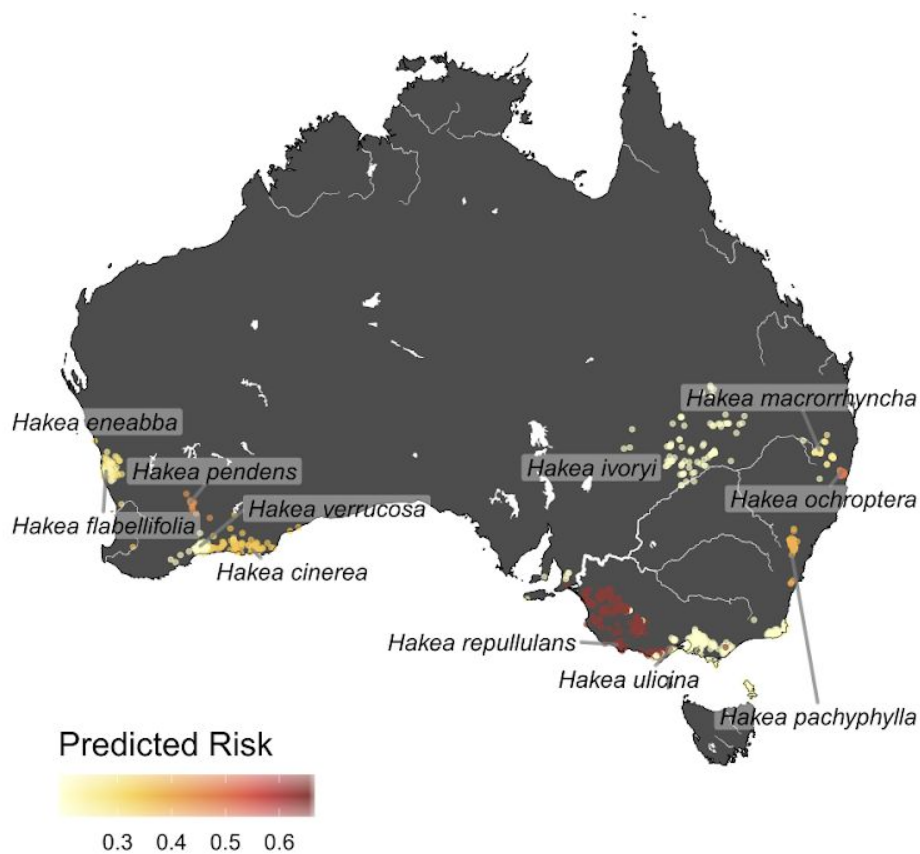 Hakea macrorrhyncha
Hakea eneabba
Hakea pendens
Hakea ivoryi
Hakea ochroptera
Hakea flabellifolia
Hakea verrucosa
Hakea cinerea
Hakea repullulans
Hakea ulicina
Hakea pachyphylla
Predicted Risk
0.3 0.4 0.5 0.6